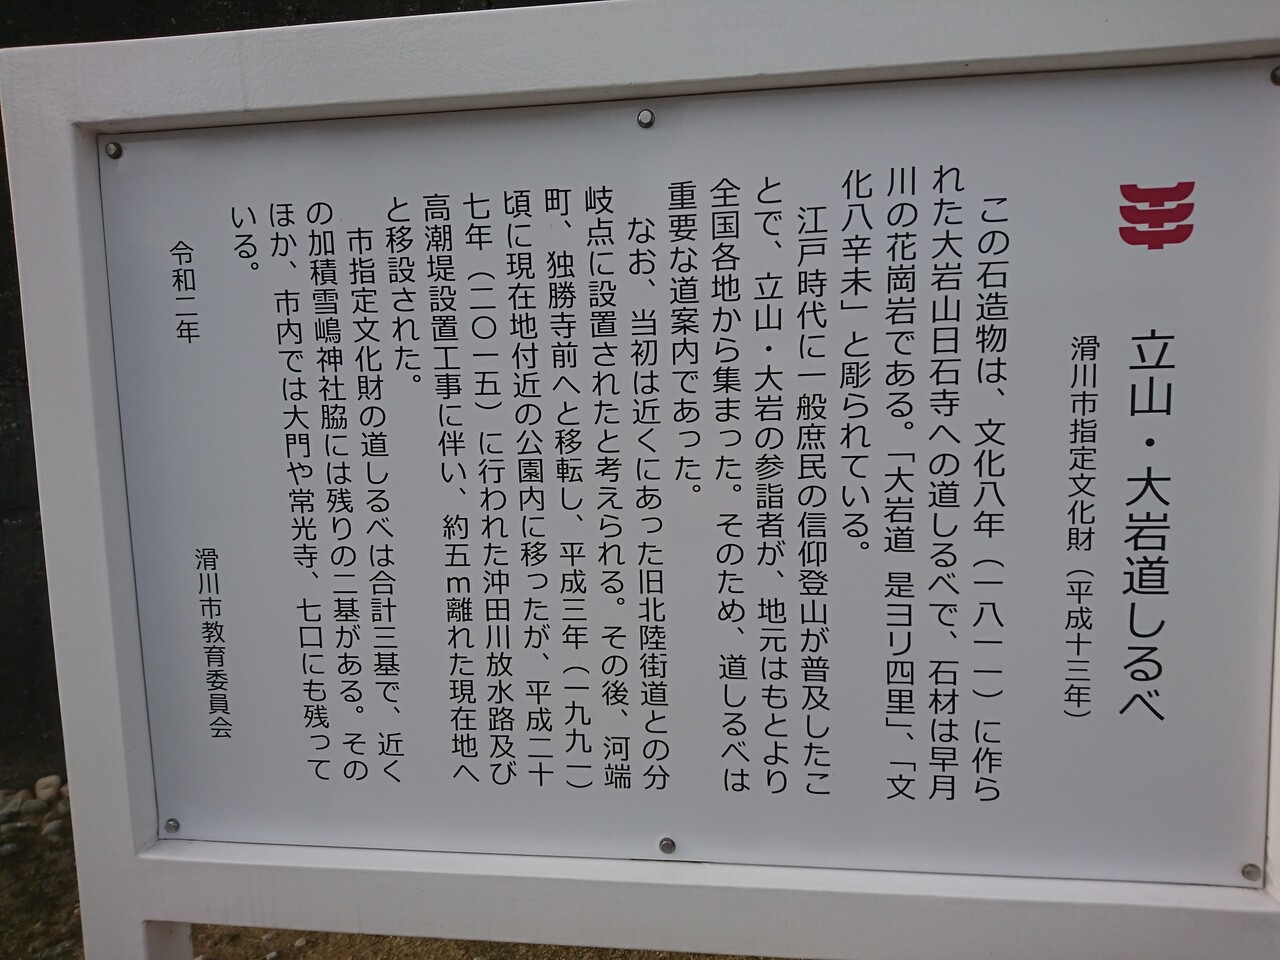 立山・大岩道しるべ
滑川市指定文化財（平成十三年）
この石造物は、文化八年（一八一一）に作ら
れた大岩山日石寺への道しるべで、石材は早月
川の花崗岩である。「大岩道 是ヨリ四里」、「文
化八辛未」と彫られている。
江戸時代に一般庶民の信仰登山が普及したこ
とで、立山・大岩の参詣者が、地元はもとより
全国各地から集まった。そのため、道しるべは
重要な道案内であった。
なお、当初は近くにあった旧北陸街道との分
岐点に設置されたと考えられる。その後、河端
町、独勝寺前へと移転し、平成三年（一九九一）
頃に現在地付近の公園内に移ったが、平成二十
七年（二〇一五）に行われた沖田川放水路及び
高潮堤設置工事に伴い、約五ｍ離れた現在地へ
と移設された。
市指定文化財の道しるべは合計三基で、近く
の加積雪嶋神社脇には残りの二基がある。その
ほか、市内では大門や常光寺、七口にも残って
いる。
令和二年
滑川市教育委員会